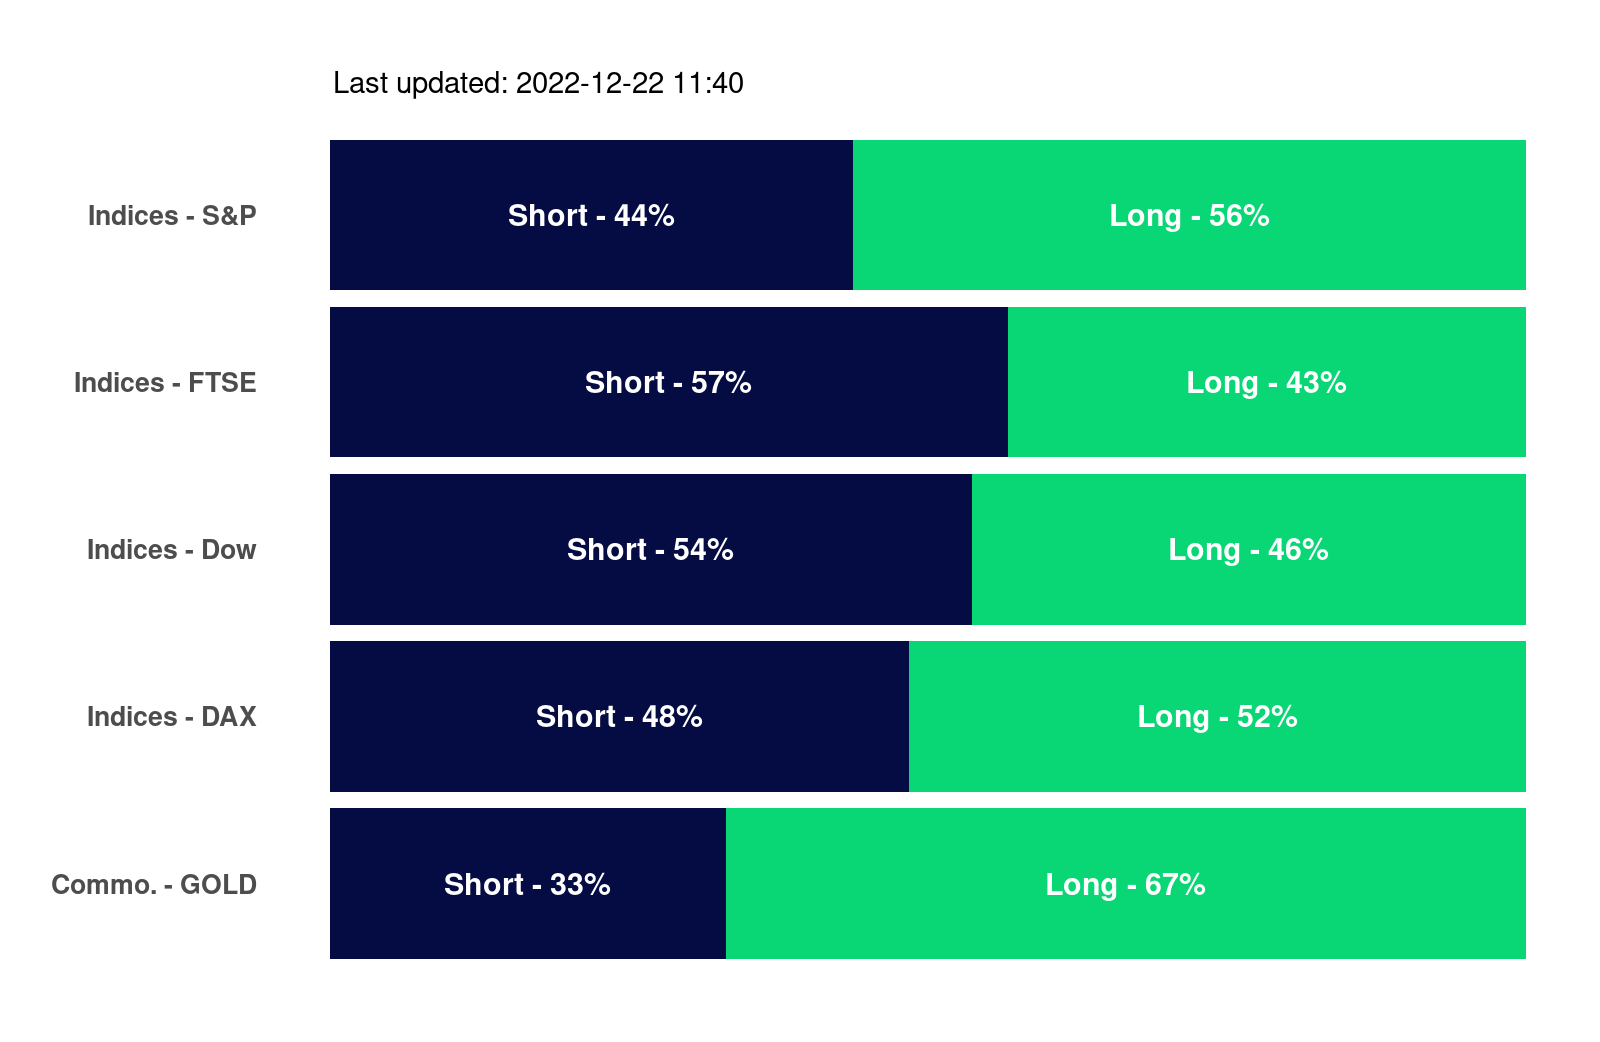 Last updated: 2022-12-22 11:40
Indices - S&P Short - 44% Long - 56%
Indices - FTSE Short - 57% Long - 43%
Indices - Dow Short - 54% Long - 46%
Indices - DAX Short - 48% Long - 52%
Commo. - GOLD Short - 33% Long - 67%